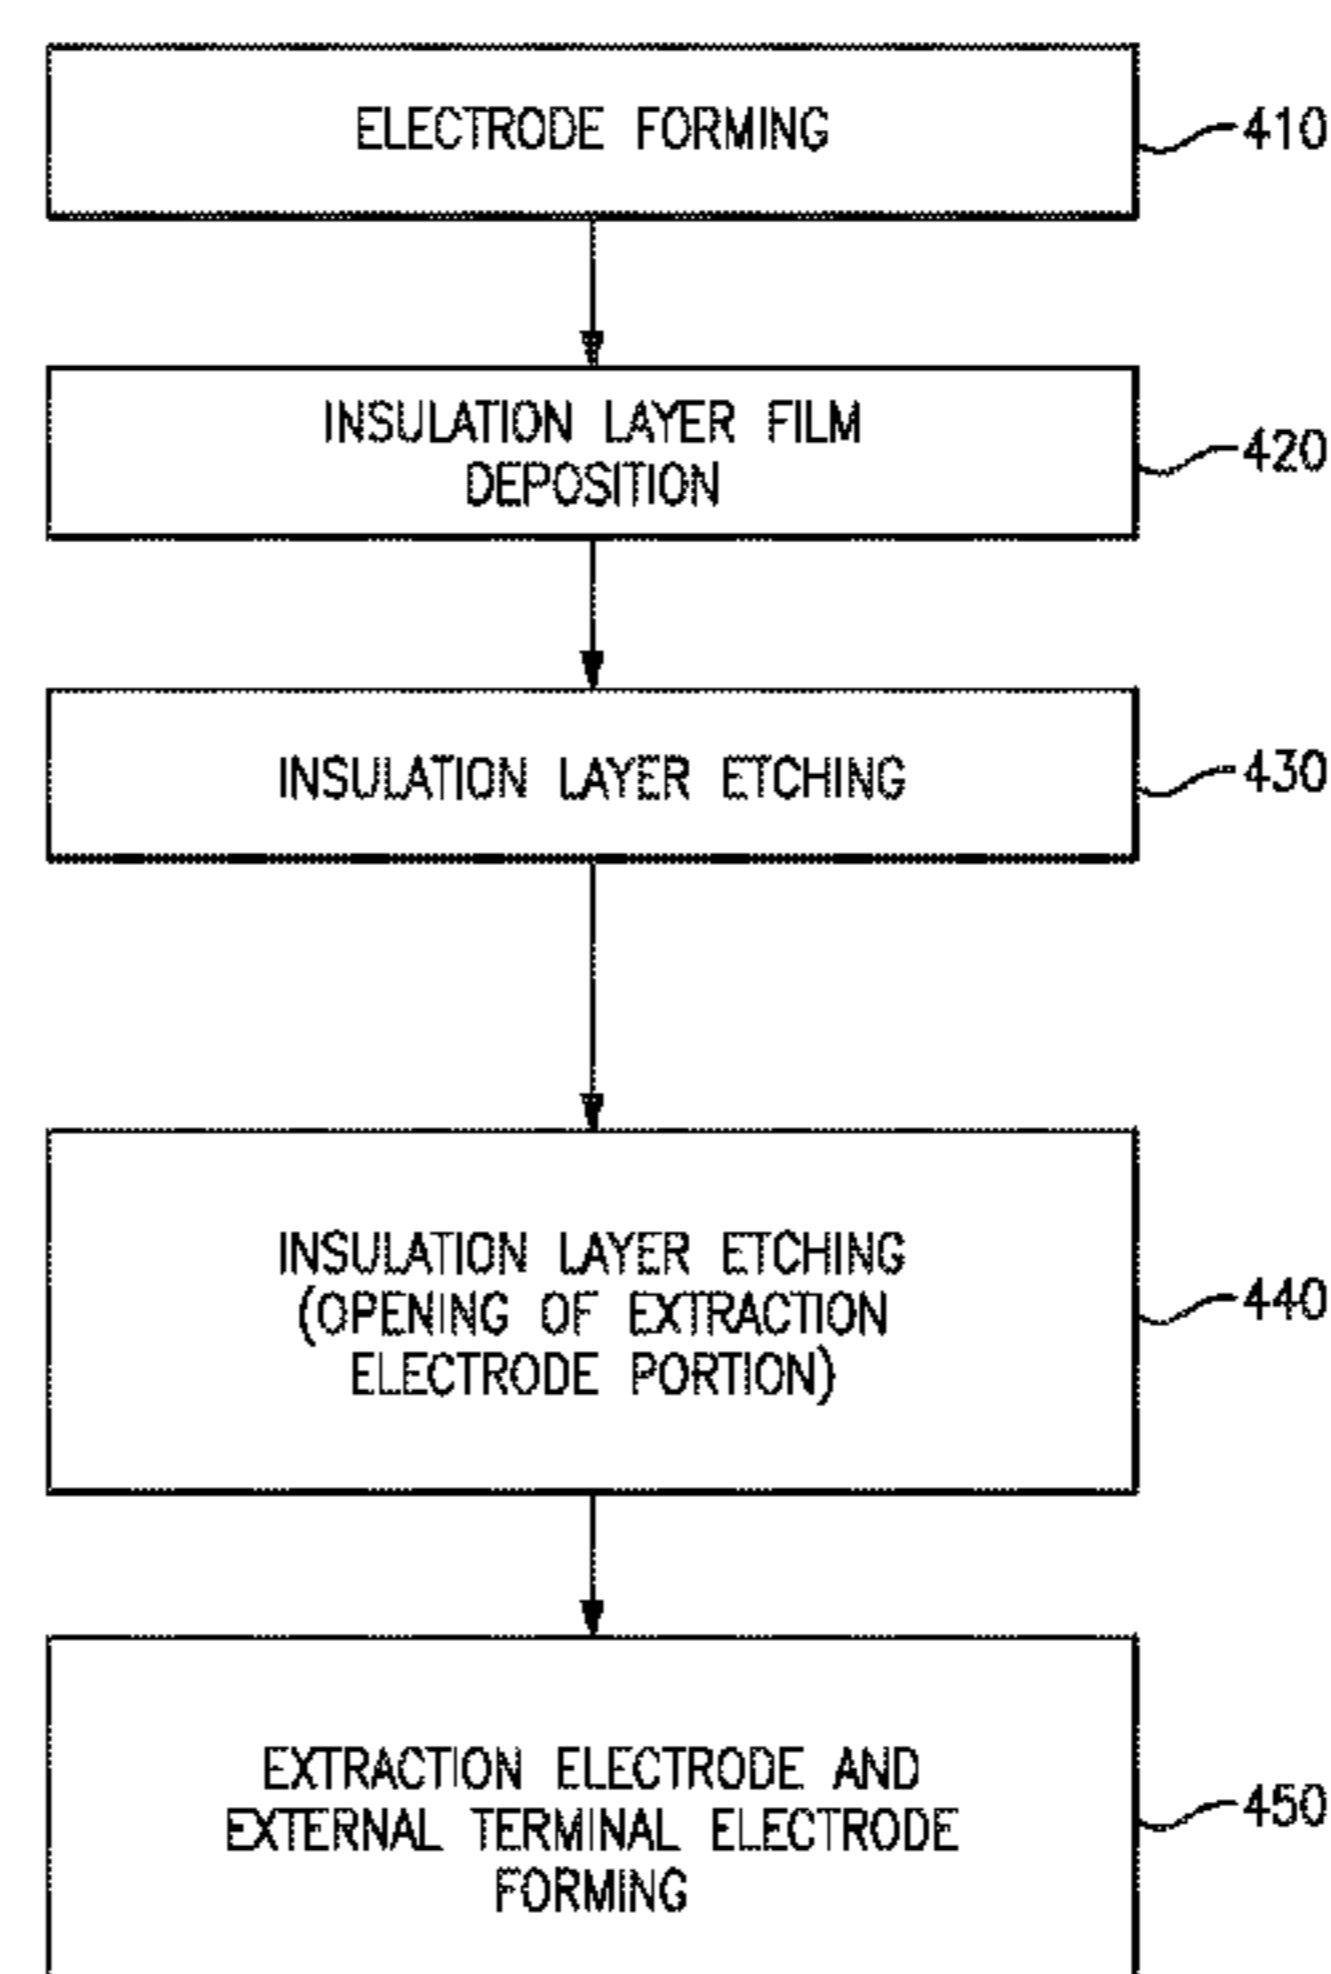 ELECTRODE FORMING
410
INSULATION LAYER FILM
DEPOSITION
420
INSULATION LAYER ETCHING
430
INSULATION LAYER ETCHING
(OPENING OF EXTRACTION
ELECTRODE PORTION)
440
EXTRACTION ELECTRODE AND
EXTERNAL TERMINAL ELECTRODE
FORMING
450